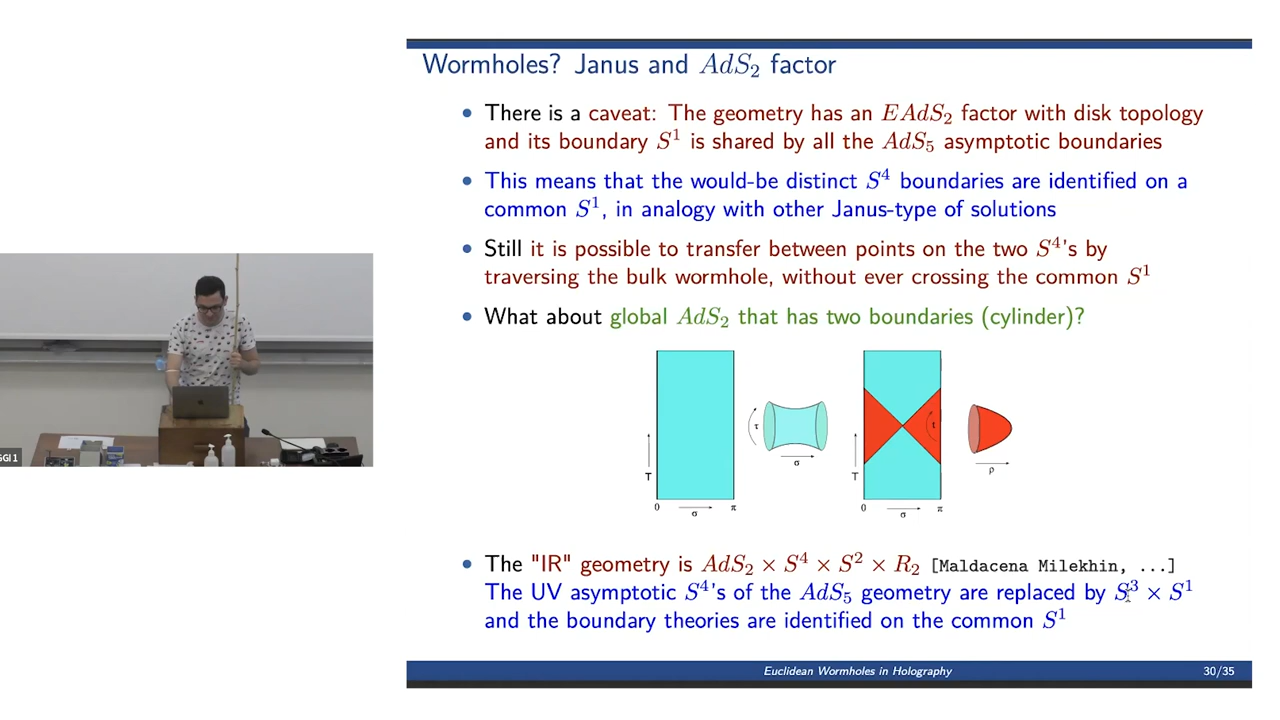 Wormholes? Janus and AdS₂ factor
• There is a caveat: The geometry has an EAdS₂ factor with disk topology
and its boundary S¹ is shared by all the AdS₅ asymptotic boundaries
• This means that the would-be distinct S⁴ boundaries are identified on a
common S¹, in analogy with other Janus-type of solutions
• Still it is possible to transfer between points on the two S⁴'s by
traversing the bulk wormhole, without ever crossing the common S¹
• What about global AdS₂ that has two boundaries (cylinder)?
T
0 σ π
τ
σ
T
t
0 σ π
ρ
• The "IR" geometry is AdS₂ × S⁴ × S² × R₂ [Maldacena Milekhin, ...]
The UV asymptotic S⁴'s of the AdS₅ geometry are replaced by S³ × S¹
and the boundary theories are identified on the common S¹
Euclidean Wormholes in Holography 30/35
GGI 1